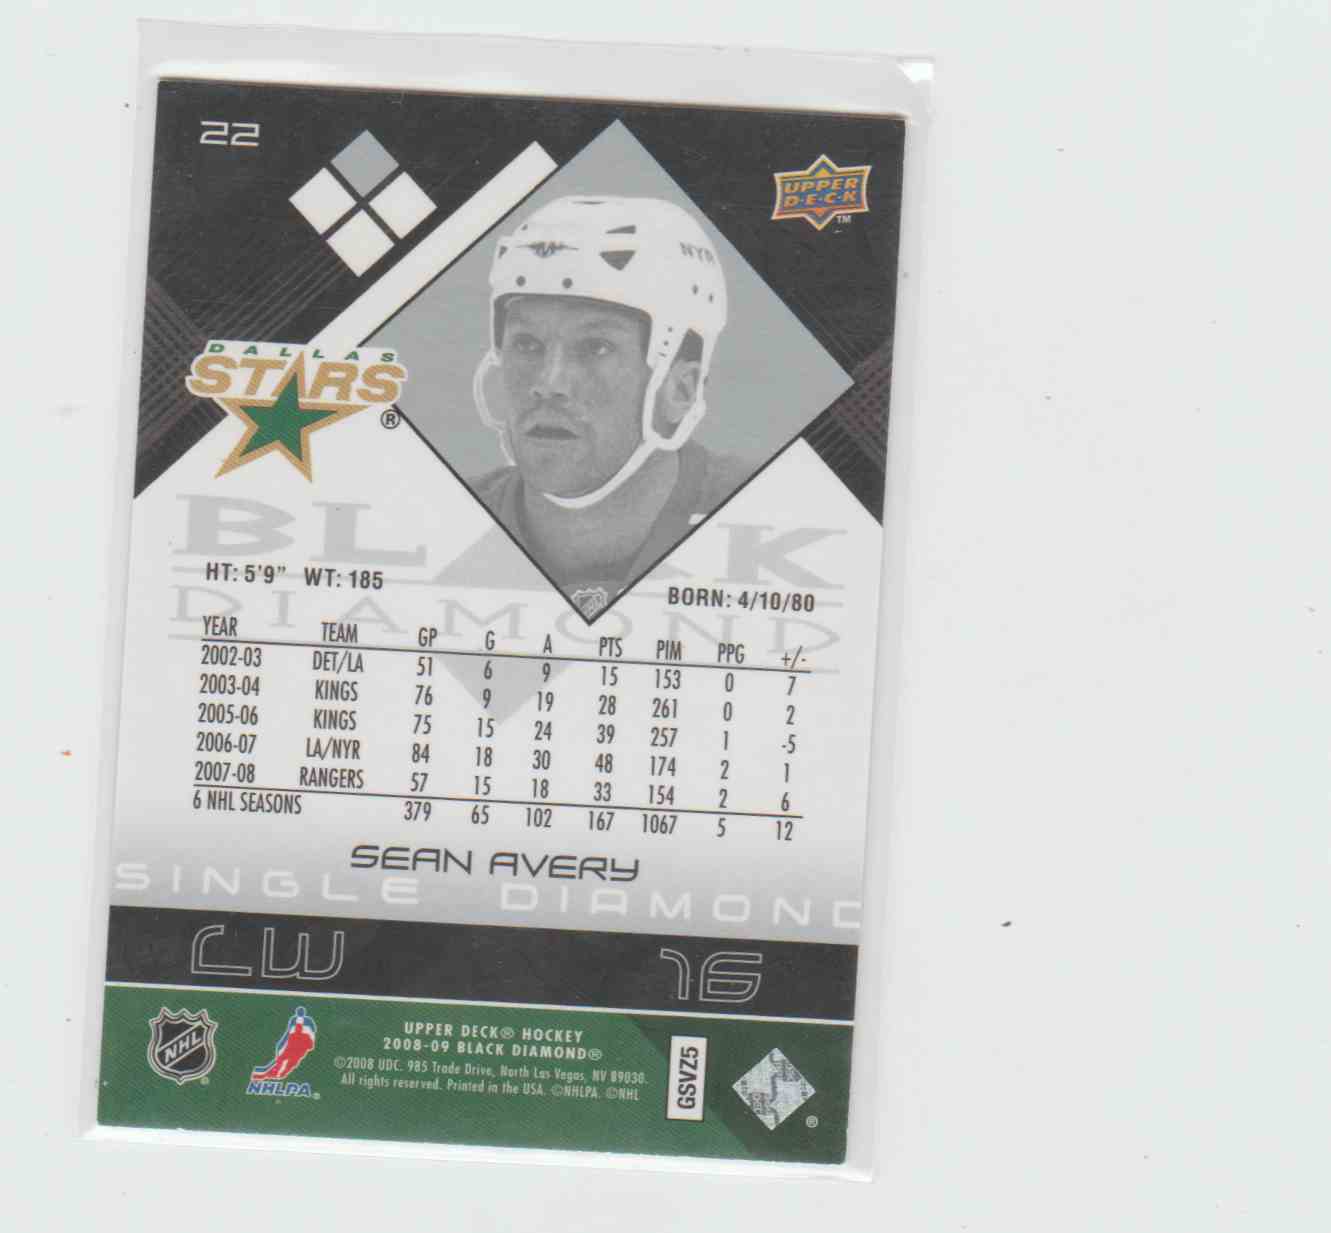 22
UPPER
D·E·C·K
TM
NYR
DALLAS
STARS
®
BLACK
DIAMOND
HT: 5'9" WT: 185
BORN: 4/10/80
YEAR TEAM GP G A PTS PIM PPG +/-
2002-03 DET/LA 51 6 9 15 153 0 7
2003-04 KINGS 76 9 19 28 261 0 2
2005-06 KINGS 75 15 24 39 257 1 -5
2006-07 LA/NYR 84 18 30 48 174 2 1
2007-08 RANGERS 57 15 18 33 154 2 6
6 NHL SEASONS 379 65 102 167 1067 5 12
SEAN AVERY
SINGLE DIAMOND
LW 16
NHL ®
NHLPA ®
UPPER DECK® HOCKEY
2008-09 BLACK DIAMOND®
©2008 UDC. 985 Trade Drive, North Las Vegas, NV 89030.
All rights reserved. Printed in the USA. ©NHLPA. ©NHL
GSVZ5
®